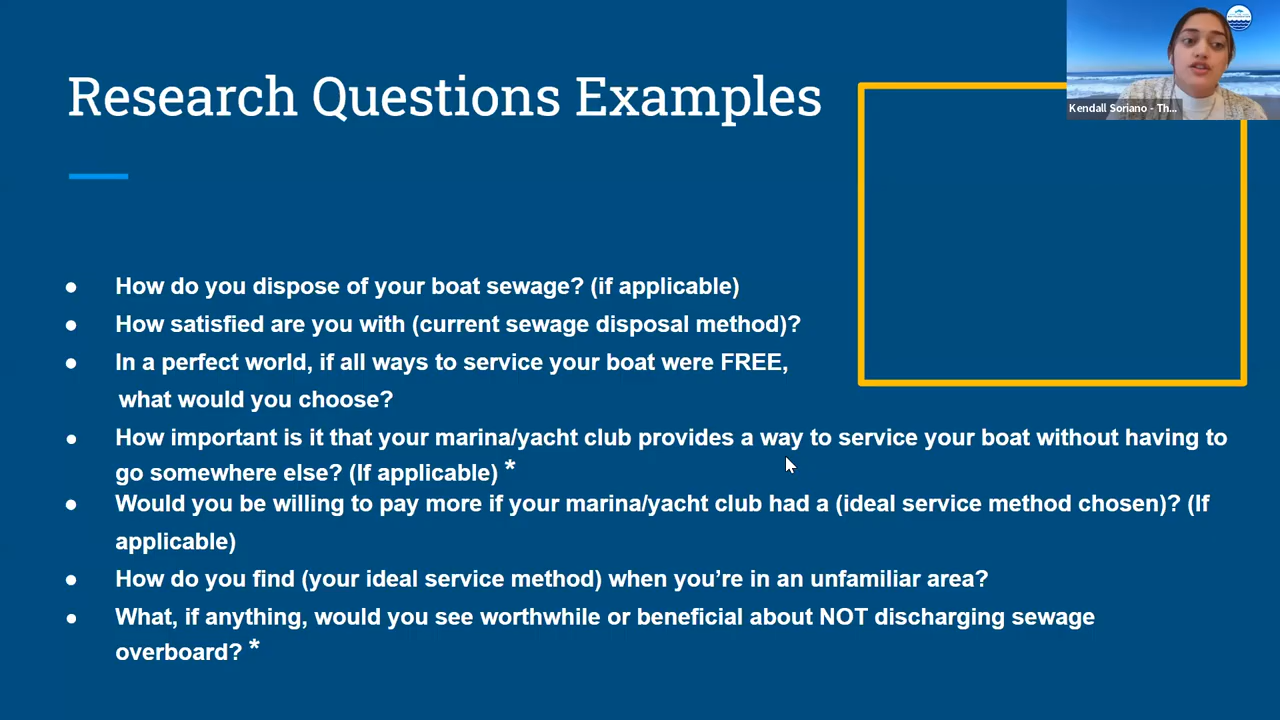 Research Questions Examples
Kendall Soriano - Th...
● How do you dispose of your boat sewage? (if applicable)
● How satisfied are you with (current sewage disposal method)?
● In a perfect world, if all ways to service your boat were FREE,
what would you choose?
● How important is it that your marina/yacht club provides a way to service your boat without having to
go somewhere else? (If applicable) *
● Would you be willing to pay more if your marina/yacht club had a (ideal service method chosen)? (If
applicable)
● How do you find (your ideal service method) when you’re in an unfamiliar area?
● What, if anything, would you see worthwhile or beneficial about NOT discharging sewage
overboard? *